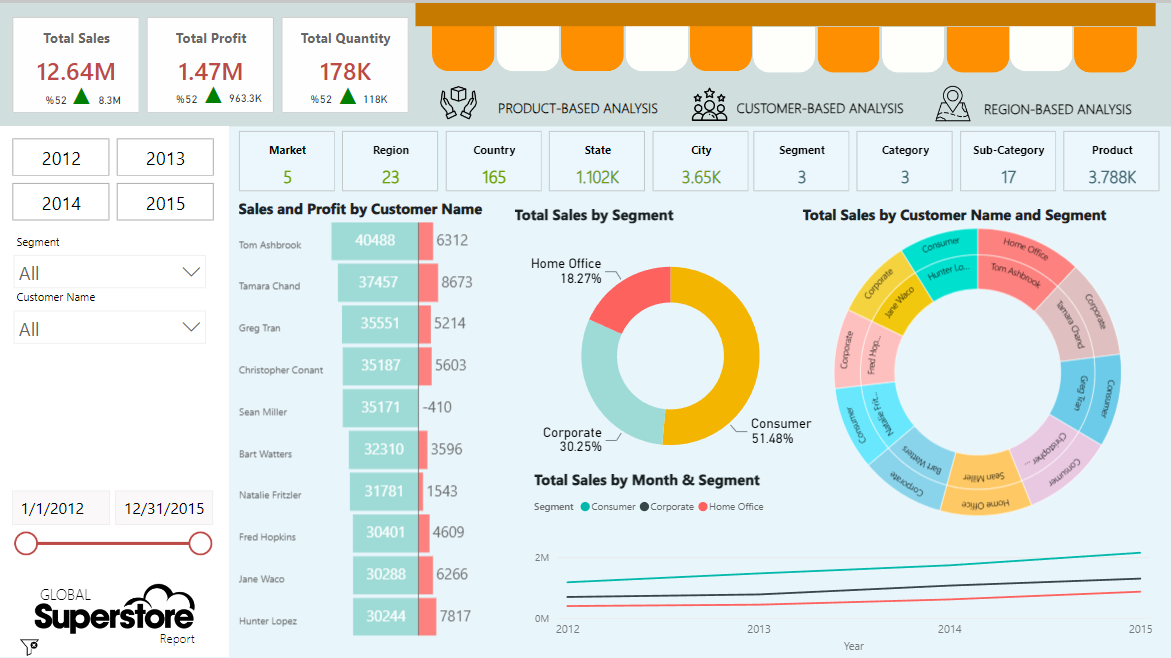 Total Sales
12.64M
%52 8.3M
Total Profit
1.47M
%52 963.3K
Total Quantity
178K
%52 118K
PRODUCT-BASED ANALYSIS
CUSTOMER-BASED ANALYSIS
REGION-BASED ANALYSIS
2012
2013
2014
2015
Segment
All
Customer Name
All
1/1/2012
12/31/2015
GLOBAL
Superstore
Report
Market
5
Region
23
Country
165
State
1.102K
City
3.65K
Segment
3
Category
3
Sub-Category
17
Product
3.788K
Sales and Profit by Customer Name
Tom Ashbrook 40488 6312
Tamara Chand 37457 8673
Greg Tran 35551 5214
Christopher Conant 35187 5603
Sean Miller 35171 -410
Bart Watters 32310 3596
Natalie Fritzler 31781 1543
Fred Hopkins 30401 4609
Jane Waco 30288 6266
Hunter Lopez 30244 7817
Total Sales by Segment
Home Office
18.27%
Corporate
30.25%
Consumer
51.48%
Total Sales by Customer Name and Segment
Home Office
Tom Ashbrook
Corporate
Tamara Chand
Consumer
Greg Tran
Consumer
Christopher ...
Home Office
Sean Miller
Corporate
Bart Watters
Consumer
Natalie Frit...
Corporate
Fred Hop...
Corporate
Jane Waco
Consumer
Hunter Lo...
Total Sales by Month & Segment
Segment Consumer Corporate Home Office
2M
0M
2012 2013 2014 2015
Year